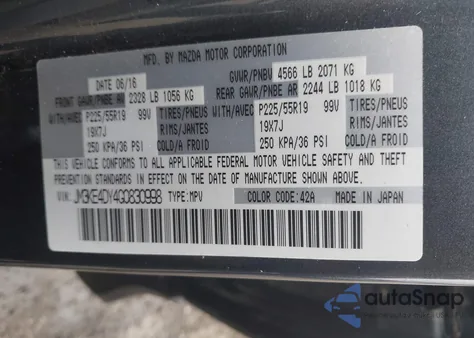 MFD. BY MAZDA MOTOR CORPORATION
DATE 06/16 GVWR/PNBV 4566 LB 2071 KG
FRONT GAWR/PNBE AV 2328 LB 1056 KG REAR GAWR/PNBE AR 2244 LB 1018 KG
WITH/AVEC P225/55R19 99V TIRES/PNEUS WITH/AVEC P225/55R19 99V TIRES/PNEUS
19X7J RIMS/JANTES 19X7J RIMS/JANTES
250 KPA/36 PSI COLD/A FROID 250 KPA/36 PSI COLD/A FROID
THIS VEHICLE CONFORMS TO ALL APPLICABLE FEDERAL MOTOR VEHICLE SAFETY AND THEFT
PREVENTION STANDARDS IN EFFECT ON THE DATE OF MANUFACTURE SHOWN ABOVE.
VIN: JM3KE4DY4G0830998 TYPE:MPV COLOR CODE:42A MADE IN JAPAN
autoSnap